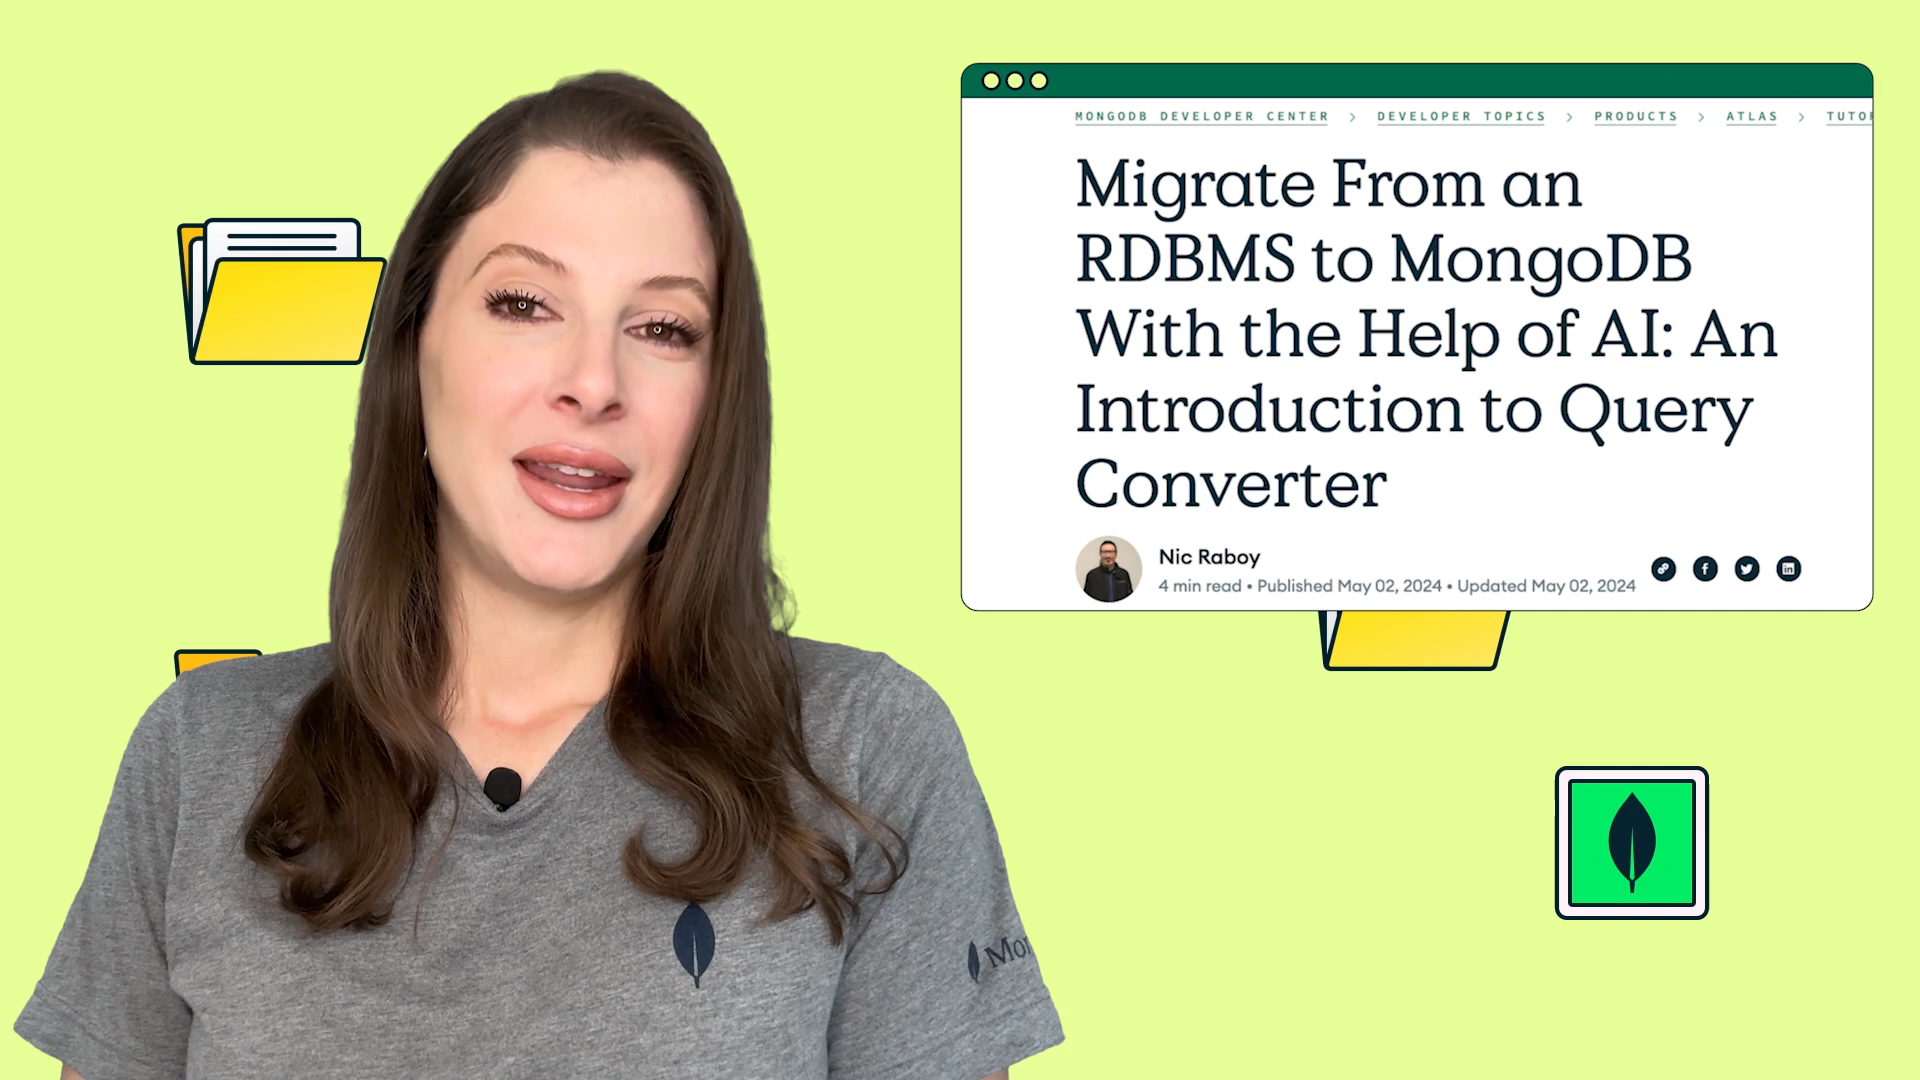 MONGODB DEVELOPER CENTER > DEVELOPER TOPICS > PRODUCTS > ATLAS >
Migrate From an
RDBMS to MongoDB
With the Help of AI: An
Introduction to Query
Converter
Nic Raboy
4 min read • Published May 02, 2024 • Updated May 02, 2024